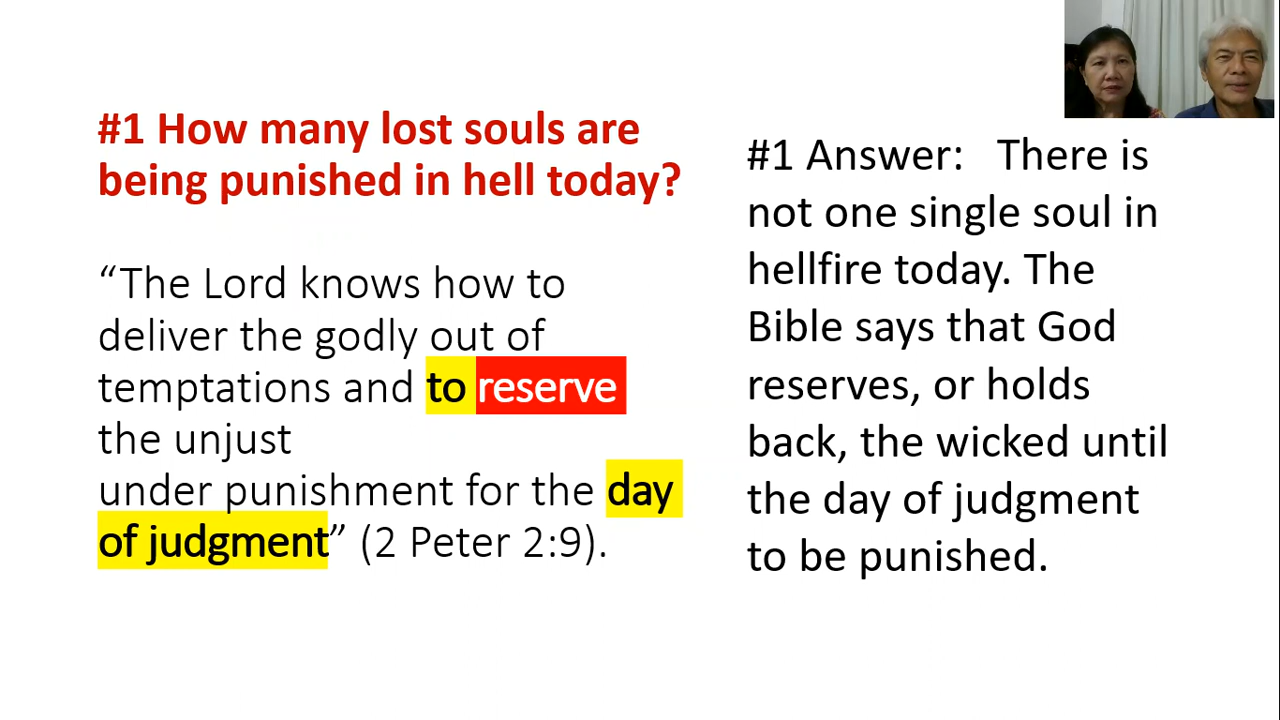 #1 How many lost souls are
being punished in hell today?
“The Lord knows how to
deliver the godly out of
temptations and to reserve
the unjust
under punishment for the day
of judgment” (2 Peter 2:9).
#1 Answer: There is
not one single soul in
hellfire today. The
Bible says that God
reserves, or holds
back, the wicked until
the day of judgment
to be punished.